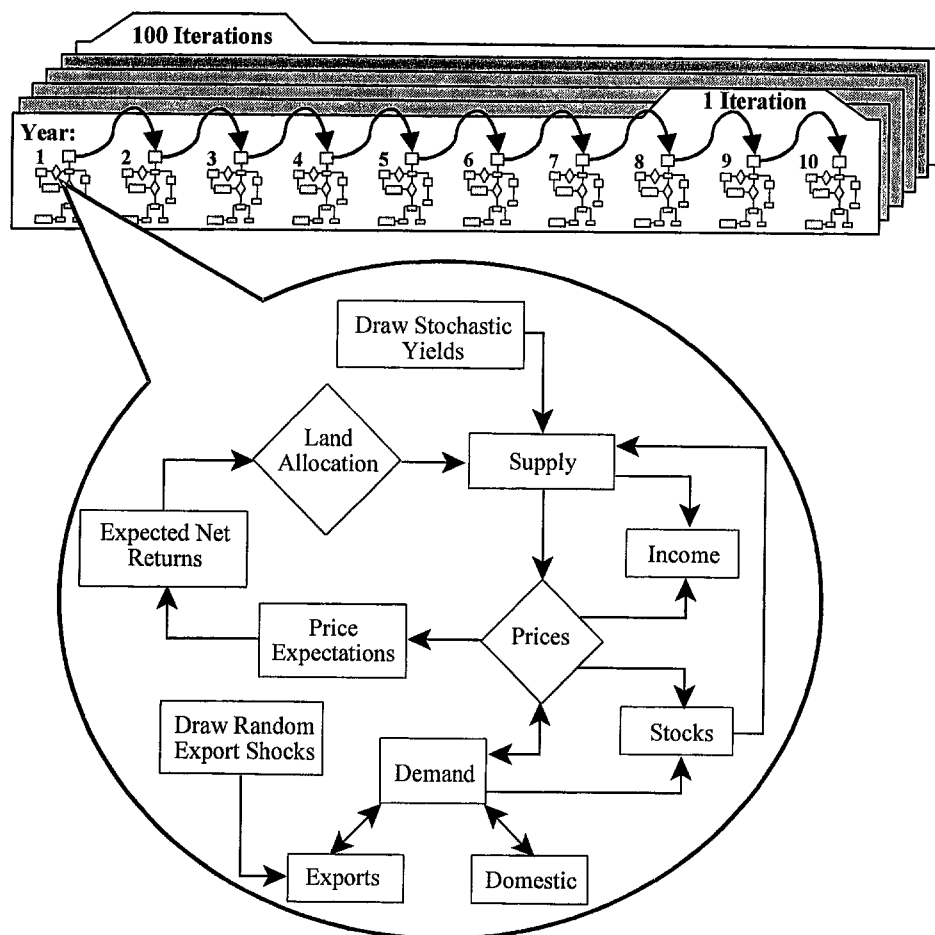 100 Iterations
1 Iteration
Year:
1 2 3 4 5 6 7 8 9 10
Draw Stochastic
Yields
Land
Allocation
Supply
Expected Net
Returns
Income
Price
Expectations
Prices
Draw Random
Export Shocks
Stocks
Demand
Exports
Domestic